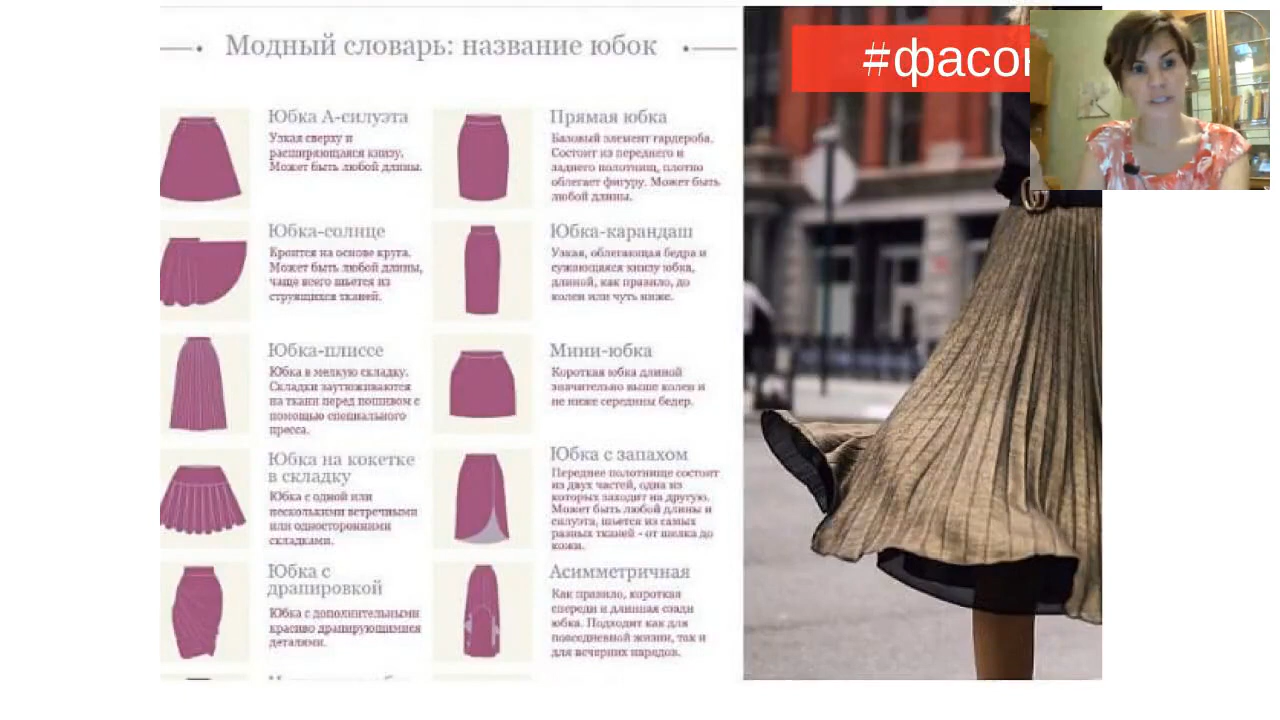 Модный словарь: название юбок
#фасон
Юбка А-силуэта
Узкая сверху и
расширяющаяся книзу.
Может быть любой длины.
Прямая юбка
Базовый элемент гардероба.
Состоит из переднего и
заднего полотнищ, плотно
облегает фигуру. Может быть
любой длины.
Юбка-солнце
Кроится на основе круга.
Может быть любой длины,
чаще всего шьется из
струящихся тканей.
Юбка-карандаш
Узкая, облегающая бедра и
сужающаяся книзу юбка,
длиной, как правило, до
колен или чуть ниже.
Юбка-плиссе
Юбка в мелкую складку.
Складки заутюживаются
на ткани перед пошивом с
помощью специального
пресса.
Мини-юбка
Короткая юбка длиной
значительно выше колен и
не ниже середины бедер.
Юбка на кокетке
в складку
Юбка с одной или
несколькими встречными
или односторонними
складками.
Юбка с запахом
Переднее полотнище состоит
из двух частей, одна из
которых заходит на другую.
Может быть любой длины и
силуэта, шьется из самых
разных тканей - от шелка до
кожи.
Юбка с
драпировкой
Юбка с дополнительными
красиво драпирующимися
деталями.
Асимметричная
Как правило, короткая
спереди и длинная сзади
юбка. Подходит как для
повседневной жизни, так и
для вечерних нарядов.